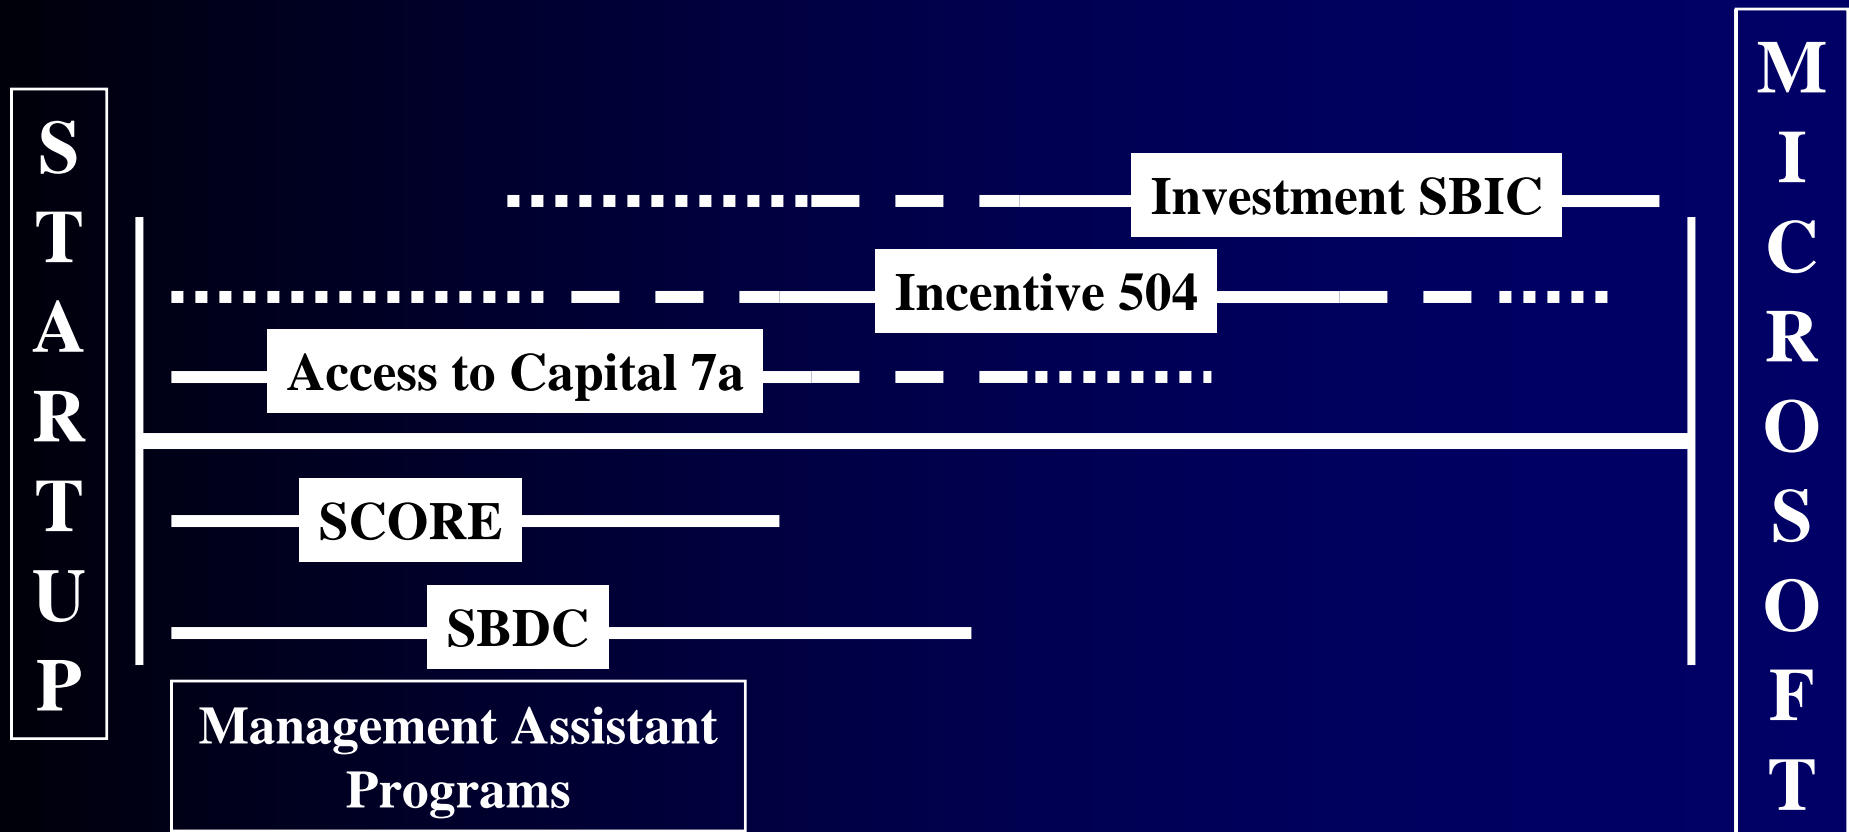 STARTUP
MICROSOFT
Investment SBIC
Incentive 504
Access to Capital 7a
SCORE
SBDC
Management Assistant
Programs